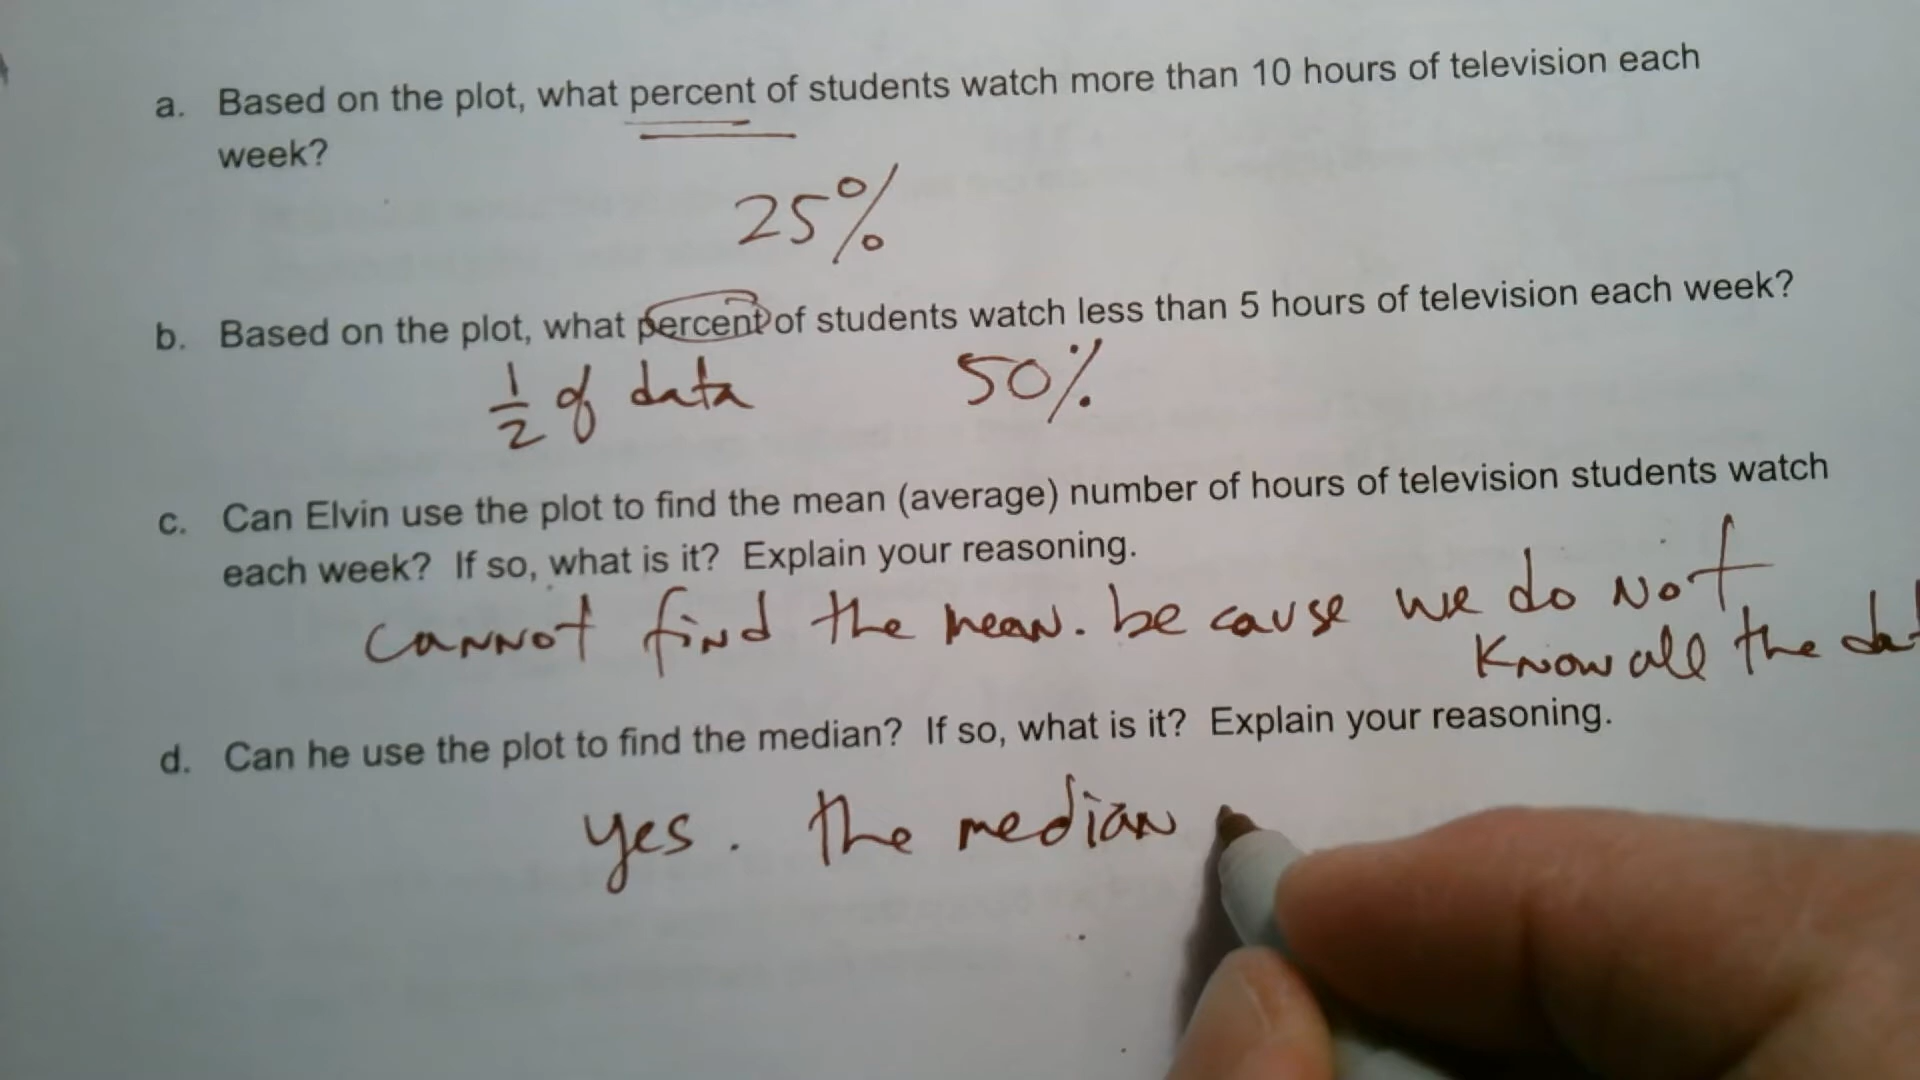 a. Based on the plot, what percent of students watch more than 10 hours of television each
week?
25%
b. Based on the plot, what percent of students watch less than 5 hours of television each week?
1/2 of data 50%
c. Can Elvin use the plot to find the mean (average) number of hours of television students watch
each week? If so, what is it? Explain your reasoning.
cannot find the mean. because we do not
know all the dat
d. Can he use the plot to find the median? If so, what is it? Explain your reasoning.
yes. the median